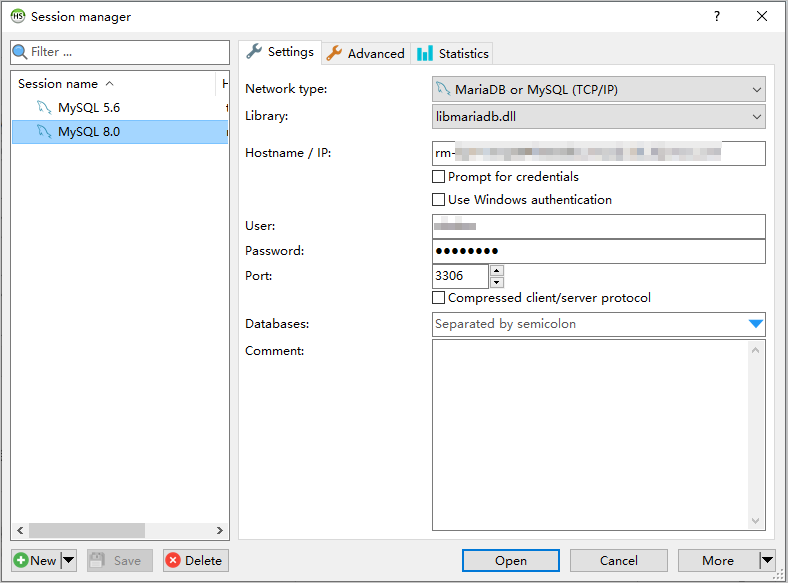 Session manager
Filter ...
Session name
MySQL 5.6
MySQL 8.0
Settings
Advanced
Statistics
Network type:
MariaDB or MySQL (TCP/IP)
Library:
libmariadb.dll
Hostname / IP:
rm-
Prompt for credentials
Use Windows authentication
User:
Password:
●●●●●●●●
Port:
3306
Compressed client/server protocol
Databases:
Separated by semicolon
Comment:
New
Save
Delete
Open
Cancel
More